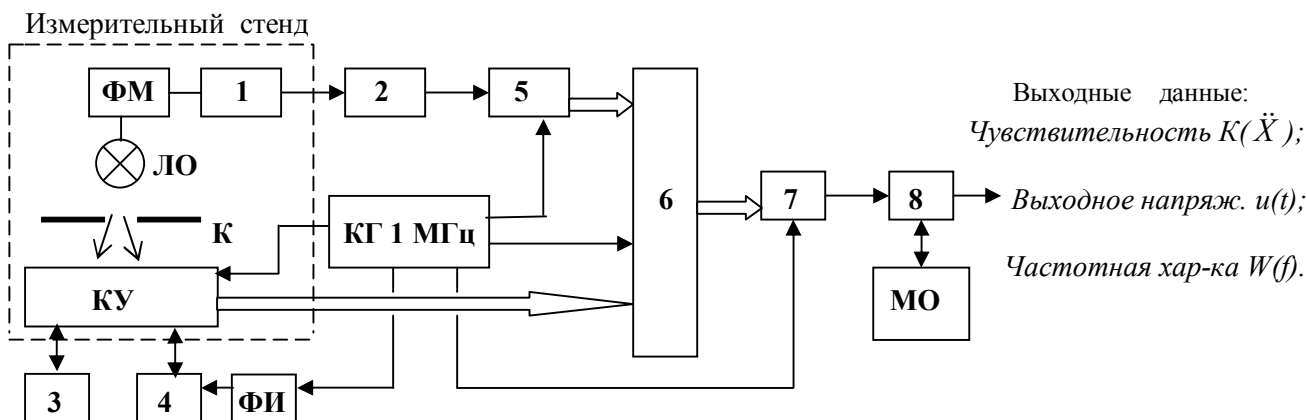 Измерительный стенд
ФМ
1
2
5
ЛО
К
КГ 1 МГц
КУ
3
4
ФИ
6
7
8
МО
Выходные данные:
Чувствительность К(Ẍ);
Выходное напряж. u(t);
Частотная хар-ка W(f).